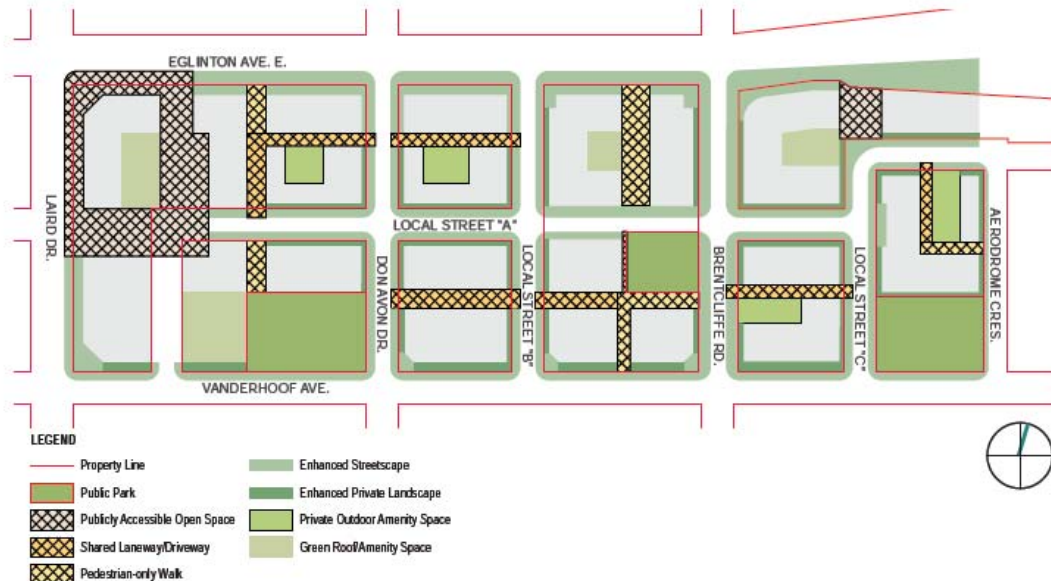 EGLINTON AVE. E.
LAIRD DR.
LOCAL STREET "A"
DON AVON DR.
LOCAL STREET "B"
BRENTCLIFFE RD.
LOCAL STREET "C"
AERODROME CRES.
VANDERHOOF AVE.
LEGEND
Property Line
Public Park
Publicly Accessible Open Space
Shared Laneway/Driveway
Pedestrian-only Walk
Enhanced Streetscape
Enhanced Private Landscape
Private Outdoor Amenity Space
Green Roof/Amenity Space